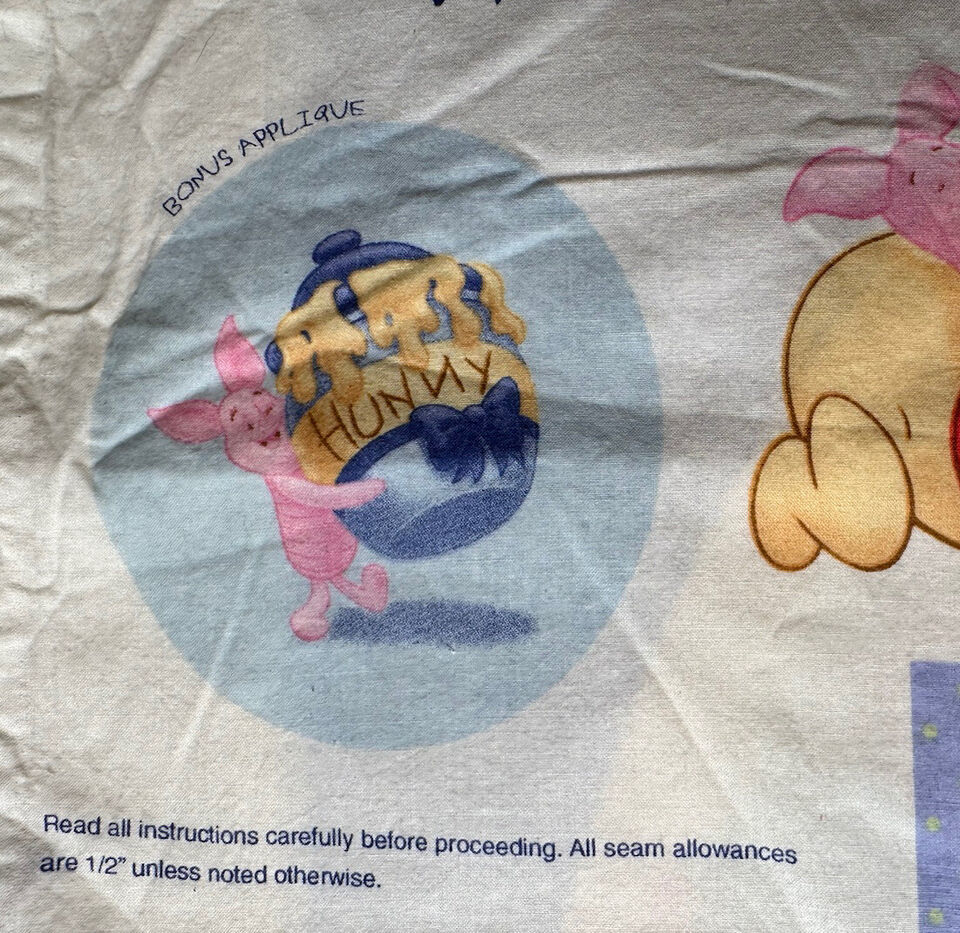 BONUS APPLIQUE
HUNNY
Read all instructions carefully before proceeding. All seam allowances
are 1/2” unless noted otherwise.